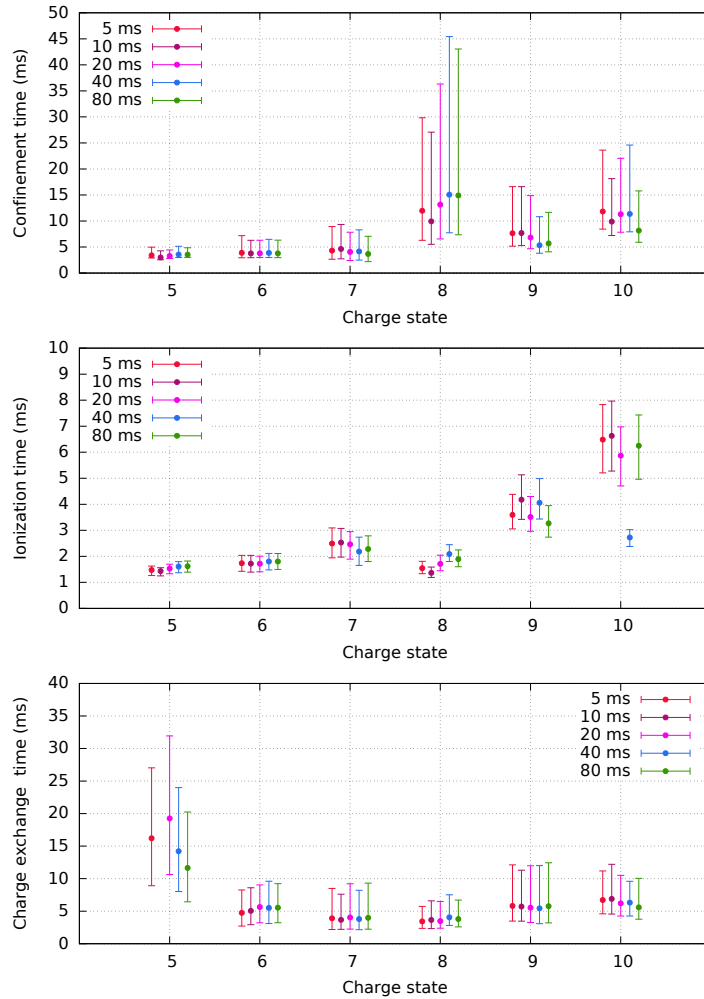 50
45
40
35
30
25
20
15
10
5
0
Confinement time (ms)
5 ms
10 ms
20 ms
40 ms
80 ms
5 6 7 8 9 10
Charge state
10
9
8
7
6
5
4
3
2
1
0
Ionization time (ms)
5 ms
10 ms
20 ms
40 ms
80 ms
5 6 7 8 9 10
Charge state
40
35
30
25
20
15
10
5
0
Charge exchange time (ms)
5 ms
10 ms
20 ms
40 ms
80 ms
5 6 7 8 9 10
Charge state